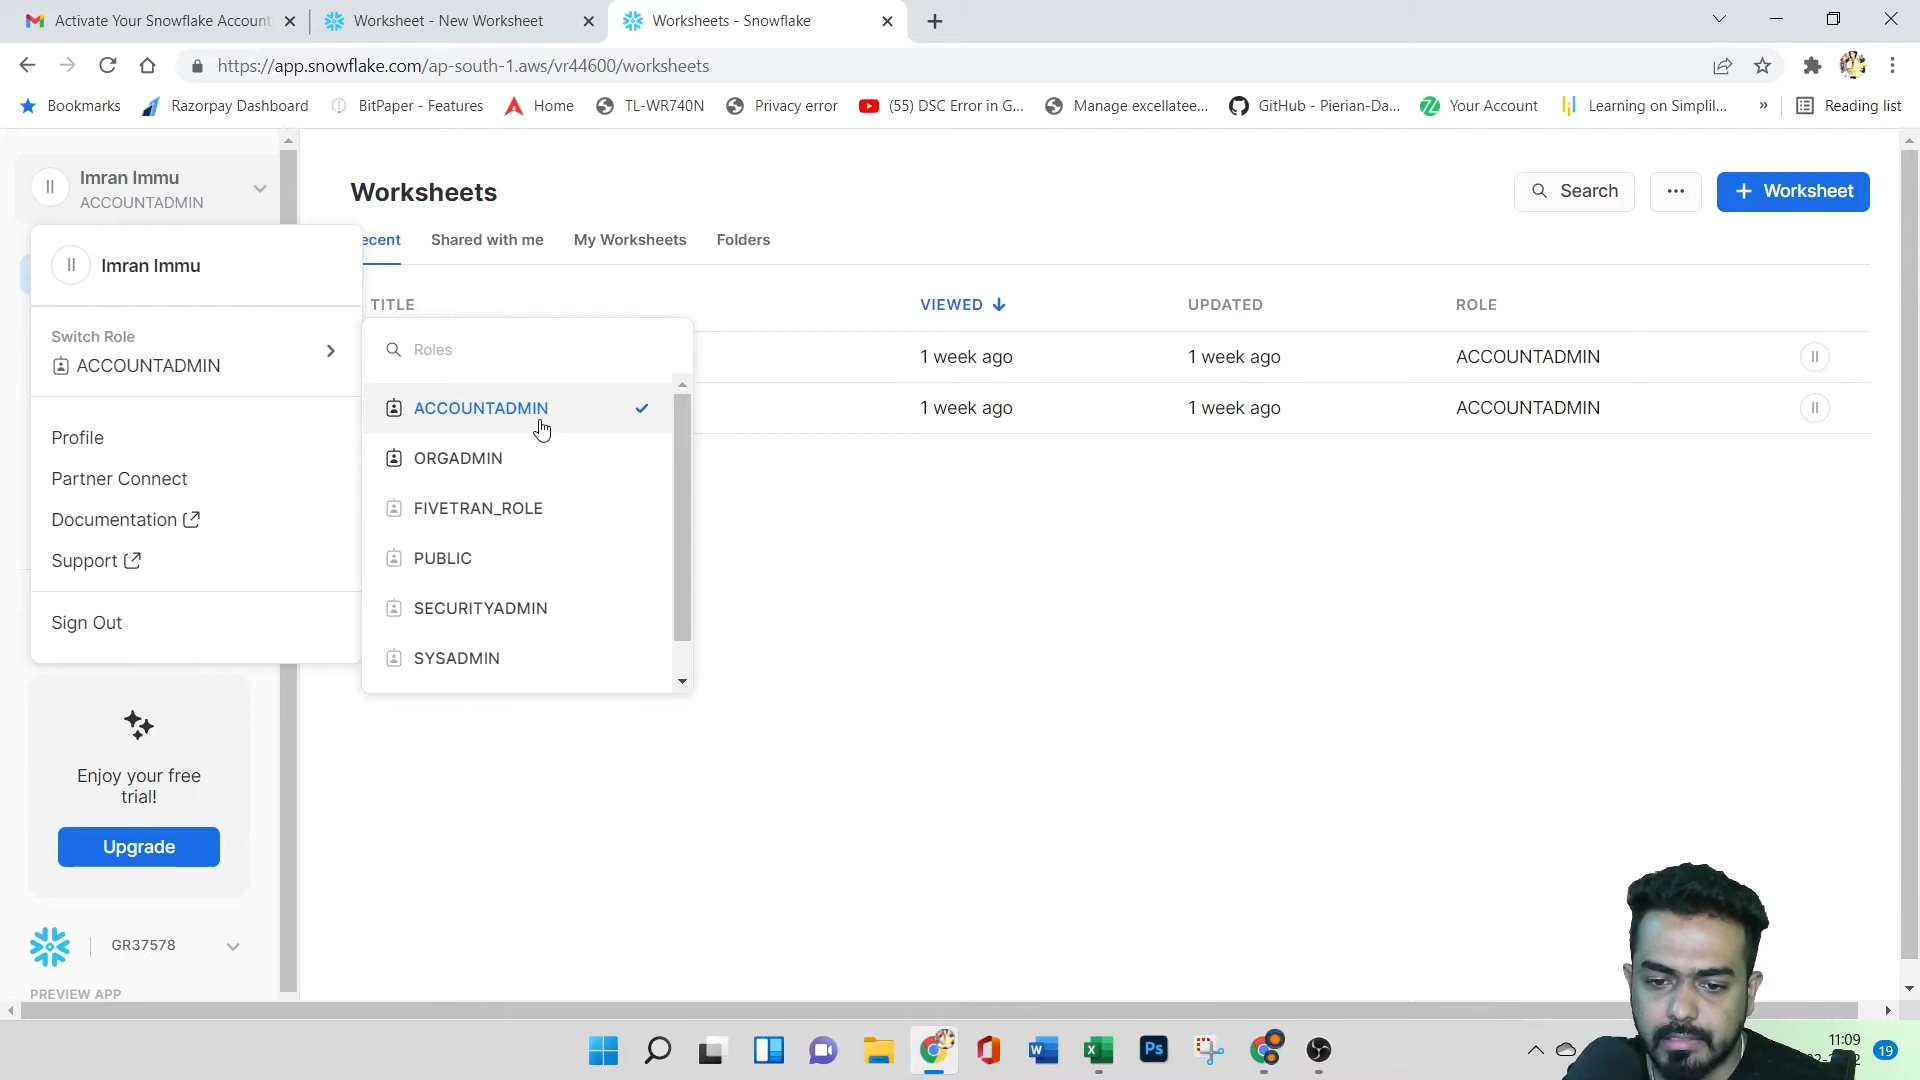 Activate Your Snowflake Account
Worksheet - New Worksheet
Worksheets - Snowflake
https://app.snowflake.com/ap-south-1.aws/vr44600/worksheets
Bookmarks
Razorpay Dashboard
BitPaper - Features
Home
TL-WR740N
Privacy error
(55) DSC Error in G...
Manage excellatee...
GitHub - Pierian-Da...
Your Account
Learning on Simplil...
»
Reading list
II
Imran Immu
ACCOUNTADMIN
Worksheets
Search
Worksheet
ecent
Shared with me
My Worksheets
Folders
II
Imran Immu
TITLE
VIEWED
UPDATED
ROLE
Switch Role
ACCOUNTADMIN
Roles
1 week ago
1 week ago
ACCOUNTADMIN
II
ACCOUNTADMIN
1 week ago
1 week ago
ACCOUNTADMIN
II
Profile
ORGADMIN
Partner Connect
FIVETRAN_ROLE
Documentation
PUBLIC
Support
SECURITYADMIN
Sign Out
SYSADMIN
Enjoy your free
trial!
Upgrade
GR37578
PREVIEW APP
W
X
Ps
11:09
19